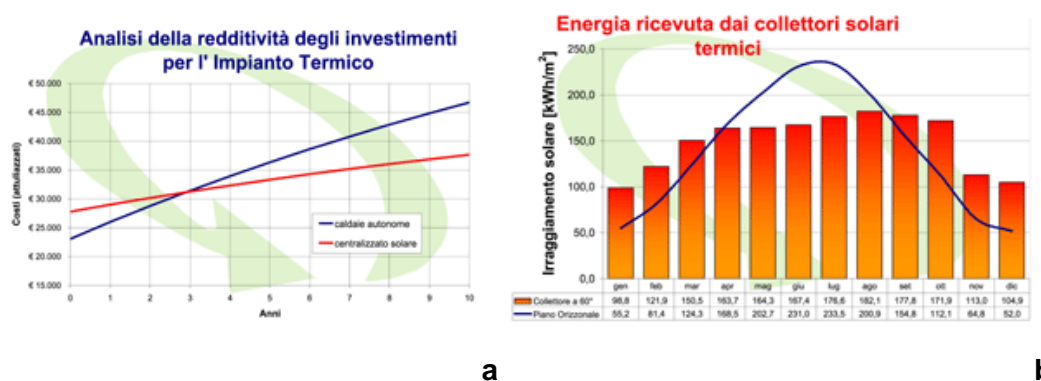 Analisi della redditività degli investimenti
per l' Impianto Termico
Costi (attuliazzati)
€ 50.000
€ 45.000
€ 40.000
€ 35.000
€ 30.000
€ 25.000
€ 20.000
€ 15.000
caldaie autonome
centralizzato solare
0 1 2 3 4 5 6 7 8 9 10
Anni
a
Energia ricevuta dai collettori solari
termici
Irraggiamento solare [kWh/m²]
250,0
200,0
150,0
100,0
50,0
0,0
gen feb mar apr mag giu lug ago set ott nov dic
Collettore a 60° 98,8 121,9 150,5 163,7 164,3 167,4 176,6 182,1 177,8 171,9 113,0 104,9
Piano Orizzonale 55,2 81,4 124,3 168,5 202,7 231,0 233,5 200,9 154,8 112,1 64,8 52,0